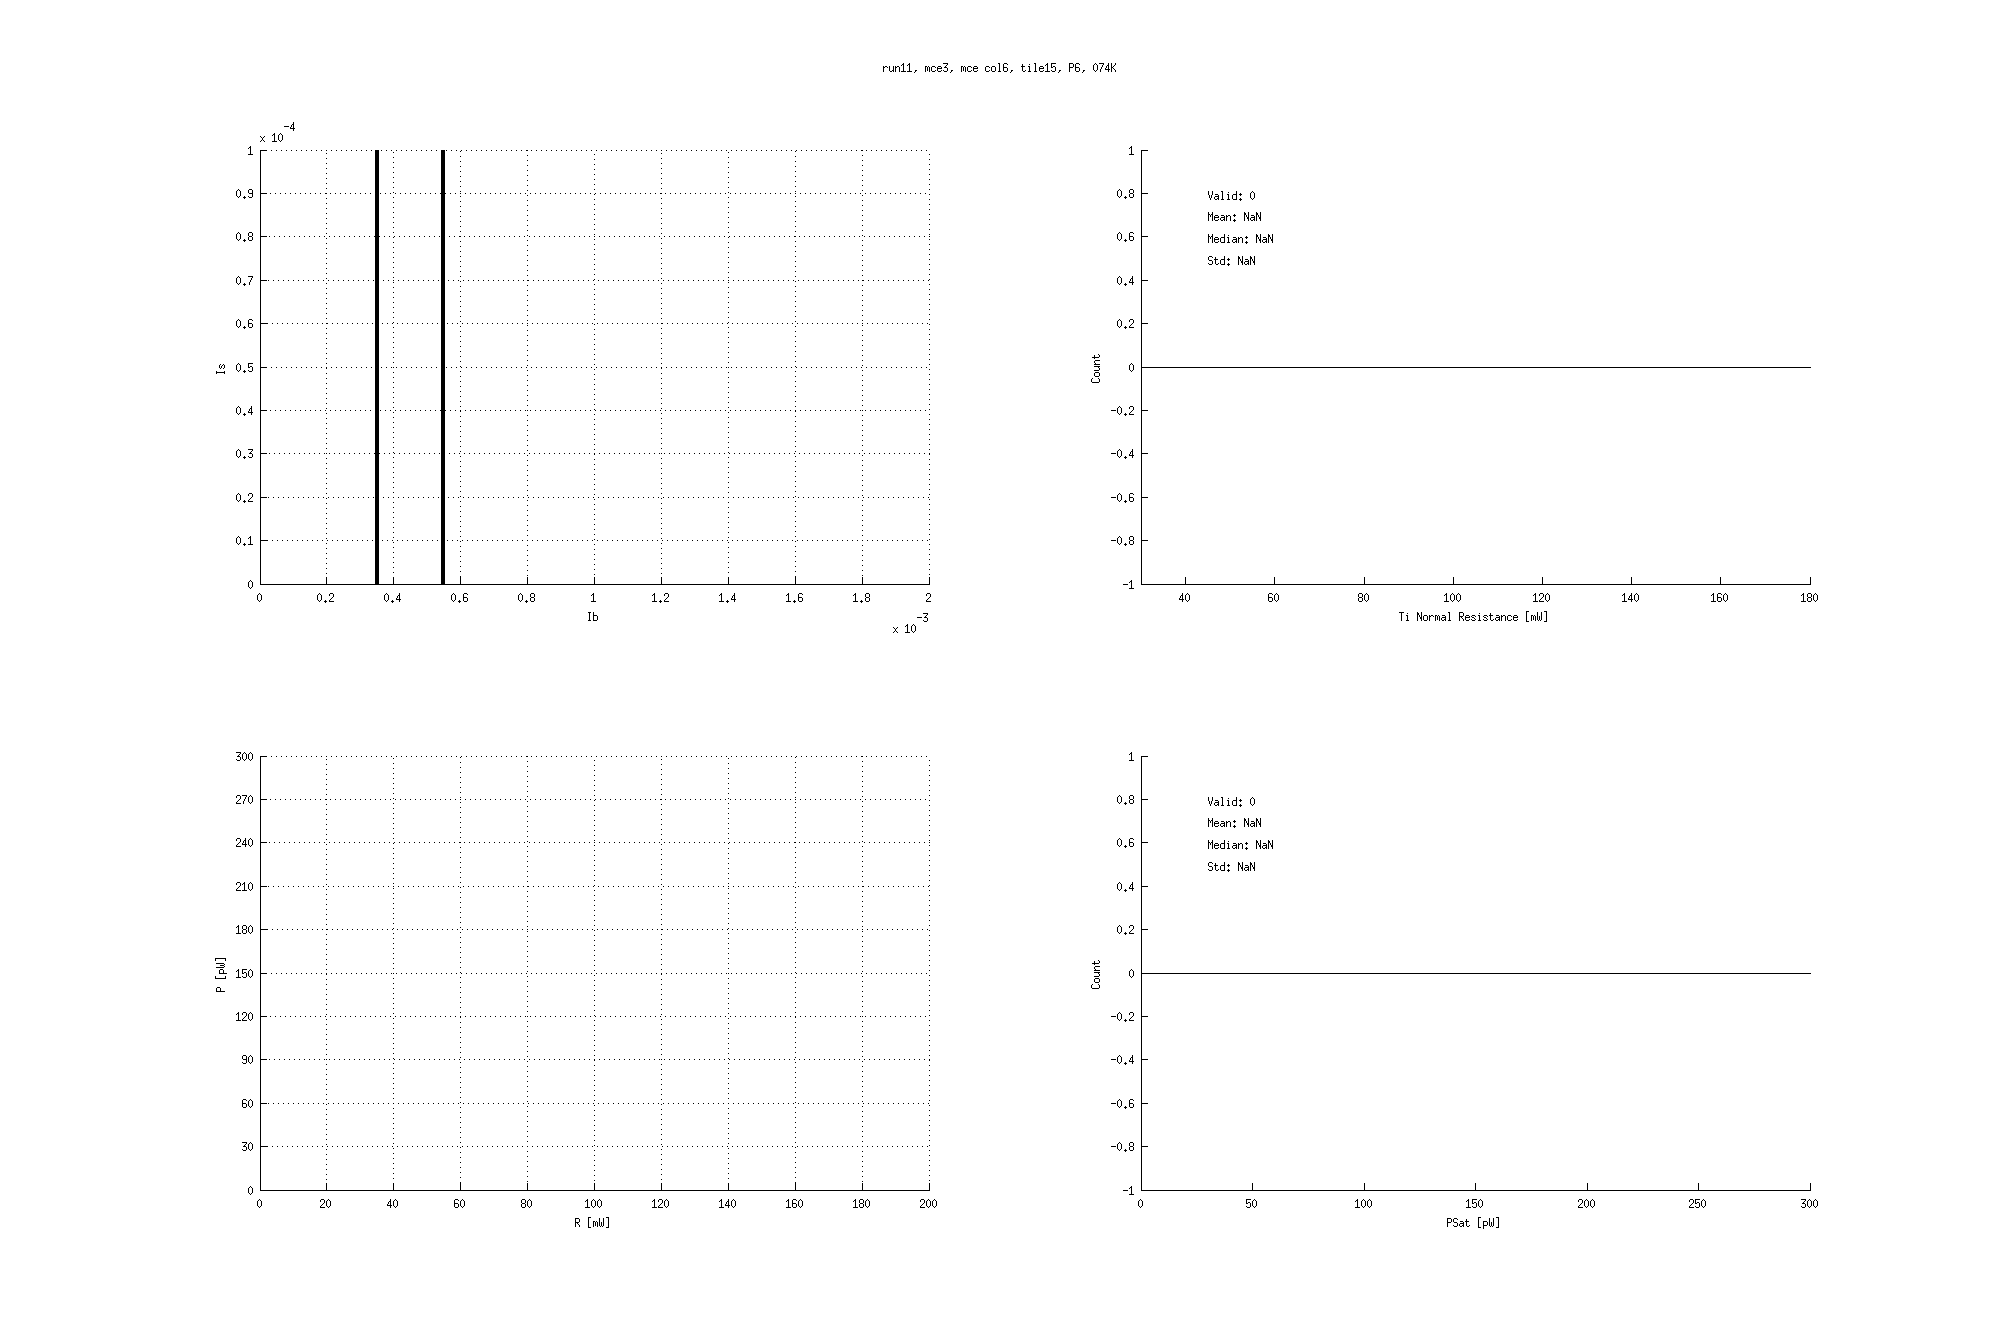 run11, mce3, mce col6, tile15, P6, 074K
x 10^-4
1
0.9
0.8
0.7
0.6
0.5
0.4
0.3
0.2
0.1
0
Is
0 0.2 0.4 0.6 0.8 1 1.2 1.4 1.6 1.8 2
Ib
x 10^-3
1
0.8
0.6
0.4
0.2
0
-0.2
-0.4
-0.6
-0.8
-1
Count
Valid: 0
Mean: NaN
Median: NaN
Std: NaN
40 60 80 100 120 140 160 180
Ti Normal Resistance [mW]
300
270
240
210
180
150
120
90
60
30
0
P [pW]
0 20 40 60 80 100 120 140 160 180 200
R [mW]
1
0.8
0.6
0.4
0.2
0
-0.2
-0.4
-0.6
-0.8
-1
Count
Valid: 0
Mean: NaN
Median: NaN
Std: NaN
0 50 100 150 200 250 300
PSat [pW]